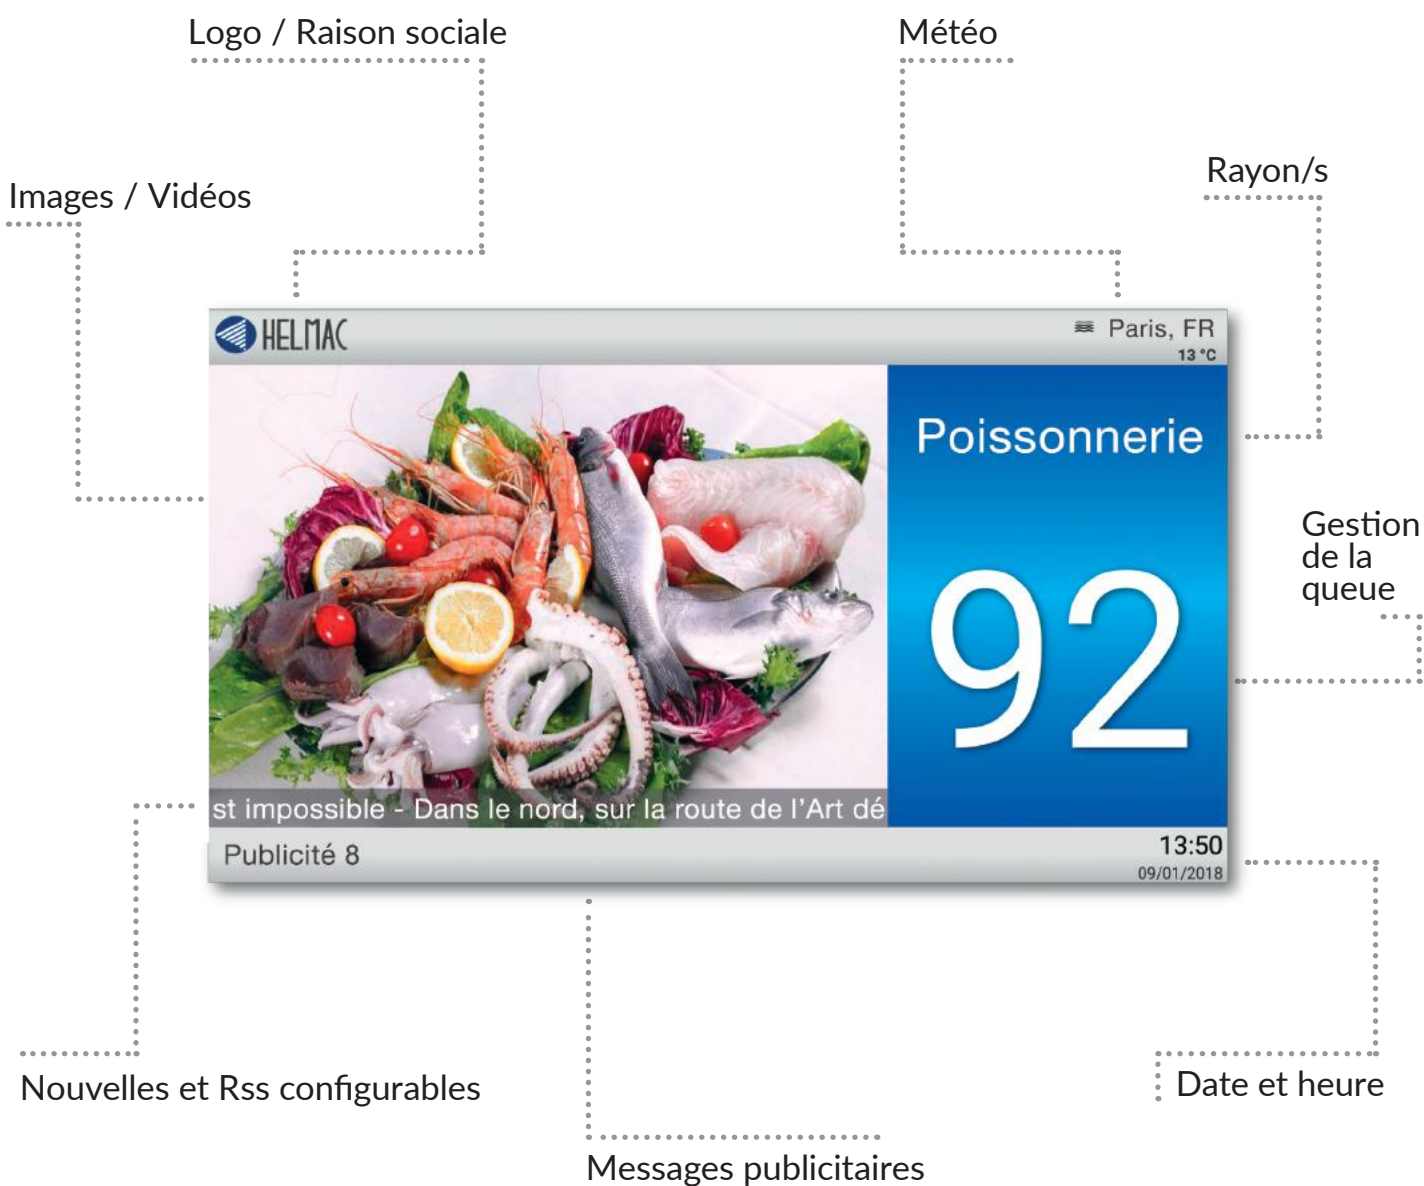 Logo / Raison sociale
Météo
Rayon/s
Images / Vidéos
HELMAC
Paris, FR
13 °C
Poissonnerie
Gestion
de la
queue
92
st impossible - Dans le nord, sur la route de l'Art dé
Publicité 8
13:50
09/01/2018
Nouvelles et Rss configurables
Date et heure
Messages publicitaires